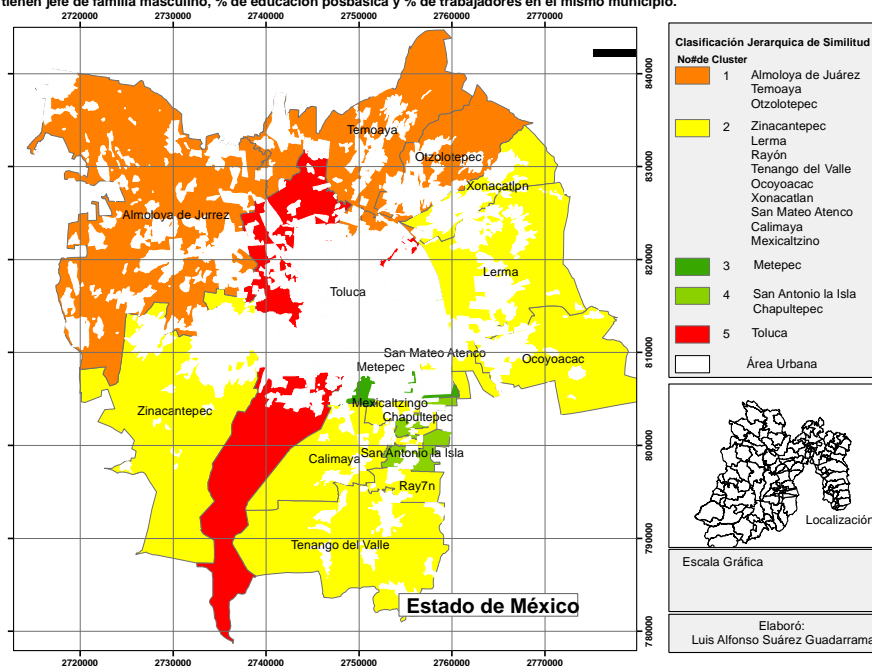 tienen jefe de familia masculino, % de educación posbásica y % de trabajadores en el mismo municipio.
2720000 2730000 2740000 2750000 2760000 2770000
840000
830000
820000
810000
800000
790000
780000
Temoaya
Otzolotepec
Xonacatlpn
Almoloya de Jurrez
Lerma
Toluca
San Mateo Atenco
Metepec
Ocoyoacac
Mexicaltzingo
Zinacantepec
Chapultepec
Calimaya
San Antonio la Isla
Ray7n
Tenango del Valle
Estado de México
2720000 2730000 2740000 2750000 2760000 2770000
Clasificación Jerarquica de Similitud
No#de Cluster
1 Almoloya de Juárez
Temoaya
Otzolotepec
2 Zinacantepec
Lerma
Rayón
Tenango del Valle
Ocoyoacac
Xonacatlan
San Mateo Atenco
Calimaya
Mexicaltzino
3 Metepec
4 San Antonio la Isla
Chapultepec
5 Toluca
Área Urbana
Localización
Escala Gráfica
Elaboró:
Luis Alfonso Suárez Guadarrama